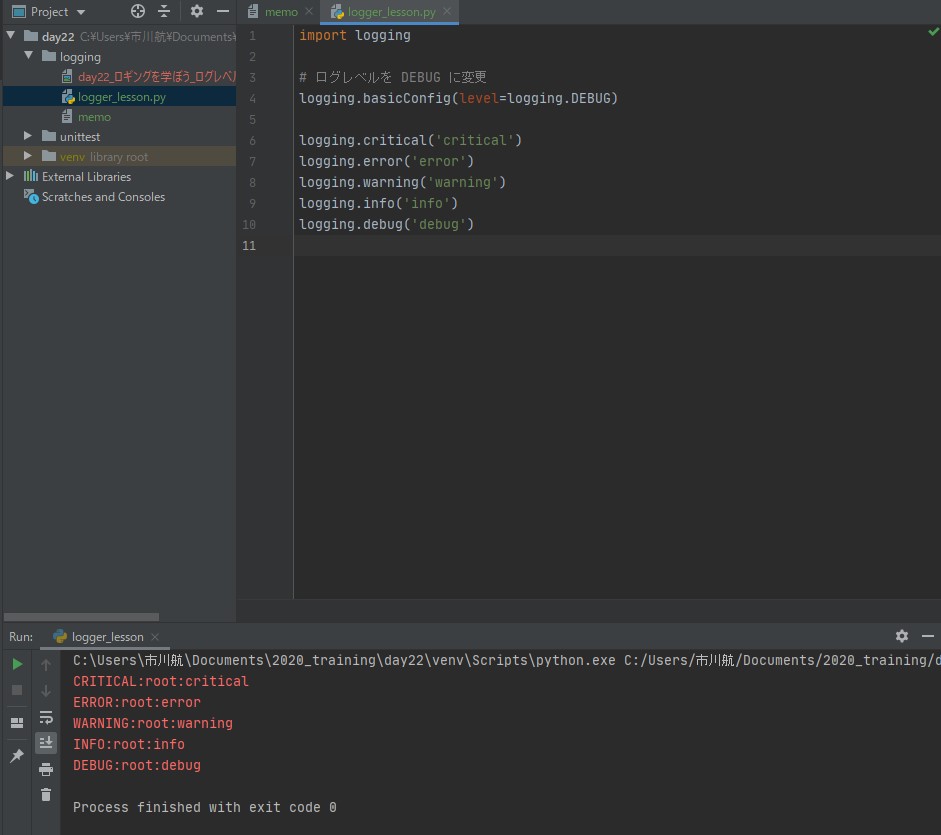 Project
memo
logger_lesson.py
day22 C:¥Users¥市川航¥Documents¥
logging
day22_ロギングを学ぼう_ログレベル
logger_lesson.py
memo
unittest
venv library root
External Libraries
Scratches and Consoles
1 import logging
2
3 # ログレベルを DEBUG に変更
4 logging.basicConfig(level=logging.DEBUG)
5
6 logging.critical('critical')
7 logging.error('error')
8 logging.warning('warning')
9 logging.info('info')
10 logging.debug('debug')
11
Run: logger_lesson
C:\Users\市川航\Documents\2020_training\day22\venv\Scripts\python.exe C:/Users/市川航/Documents/2020_training/d
CRITICAL:root:critical
ERROR:root:error
WARNING:root:warning
INFO:root:info
DEBUG:root:debug
Process finished with exit code 0